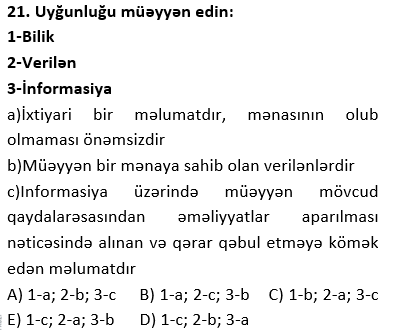 21. Uyğunluğu müəyyən edin:
1-Bilik
2-Verilən
3-İnformasiya
a)İxtiyari bir məlumatdır, mənasının olub
olmaması önəmsizdir
b)Müəyyən bir mənaya sahib olan verilənlərdir
c)Informasiya üzərində müəyyən mövcud
qaydalarəsasından əməliyyatlar aparılması
nəticəsində alınan və qərar qəbul etməyə kömək
edən məlumatdır
A) 1-a; 2-b; 3-c B) 1-a; 2-c; 3-b C) 1-b; 2-a; 3-c
E) 1-c; 2-a; 3-b D) 1-c; 2-b; 3-a